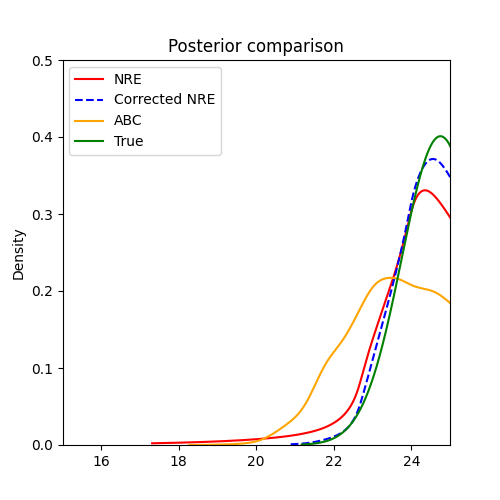 Posterior comparison
0.5
NRE
Corrected NRE
ABC
True
0.4
0.3
Density
0.2
0.1
0.0
16 18 20 22 24